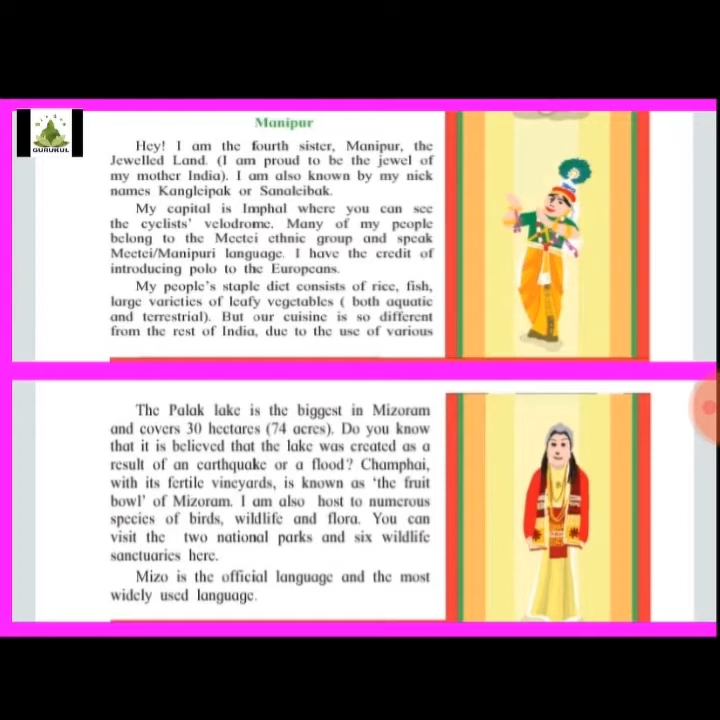 GURUKUL
Manipur
Hey! I am the fourth sister, Manipur, the
Jewelled Land. (I am proud to be the jewel of
my mother India). I am also known by my nick
names Kangleipak or Sanaleibak.
My capital is Imphal where you can see
the cyclists' velodrome. Many of my people
belong to the Meetei ethnic group and speak
Meetei/Manipuri language. I have the credit of
introducing polo to the Europeans.
My people's staple diet consists of rice, fish,
large varieties of leafy vegetables ( both aquatic
and terrestrial). But our cuisine is so different
from the rest of India, due to the use of various
The Palak lake is the biggest in Mizoram
and covers 30 hectares (74 acres). Do you know
that it is believed that the lake was created as a
result of an earthquake or a flood? Champhai,
with its fertile vineyards, is known as 'the fruit
bowl' of Mizoram. I am also host to numerous
species of birds, wildlife and flora. You can
visit the two national parks and six wildlife
sanctuaries here.
Mizo is the official language and the most
widely used language.